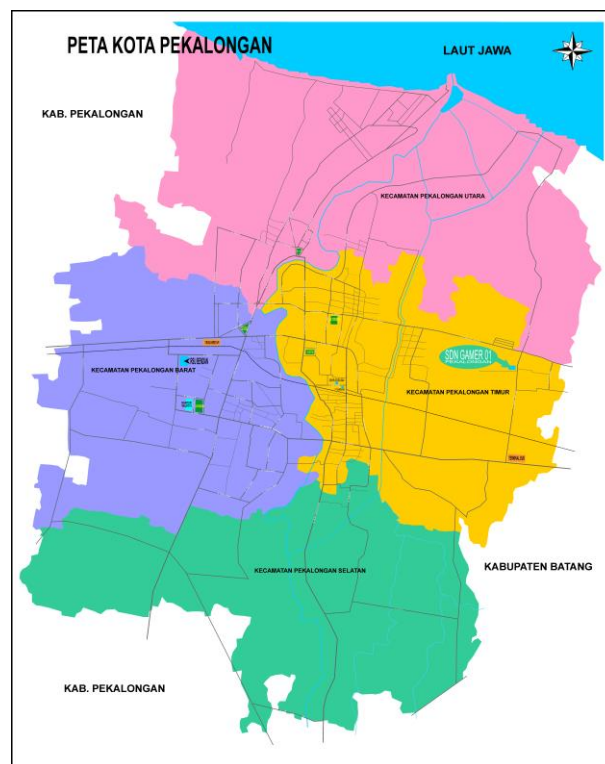 PETA KOTA PEKALONGAN
LAUT JAWA
KAB. PEKALONGAN
KECAMATAN PEKALONGAN UTARA
SDN GAMER 01
PEKALONGAN
KECAMATAN PEKALONGAN BARAT
KECAMATAN PEKALONGAN TIMUR
KECAMATAN PEKALONGAN SELATAN
KABUPATEN BATANG
KAB. PEKALONGAN